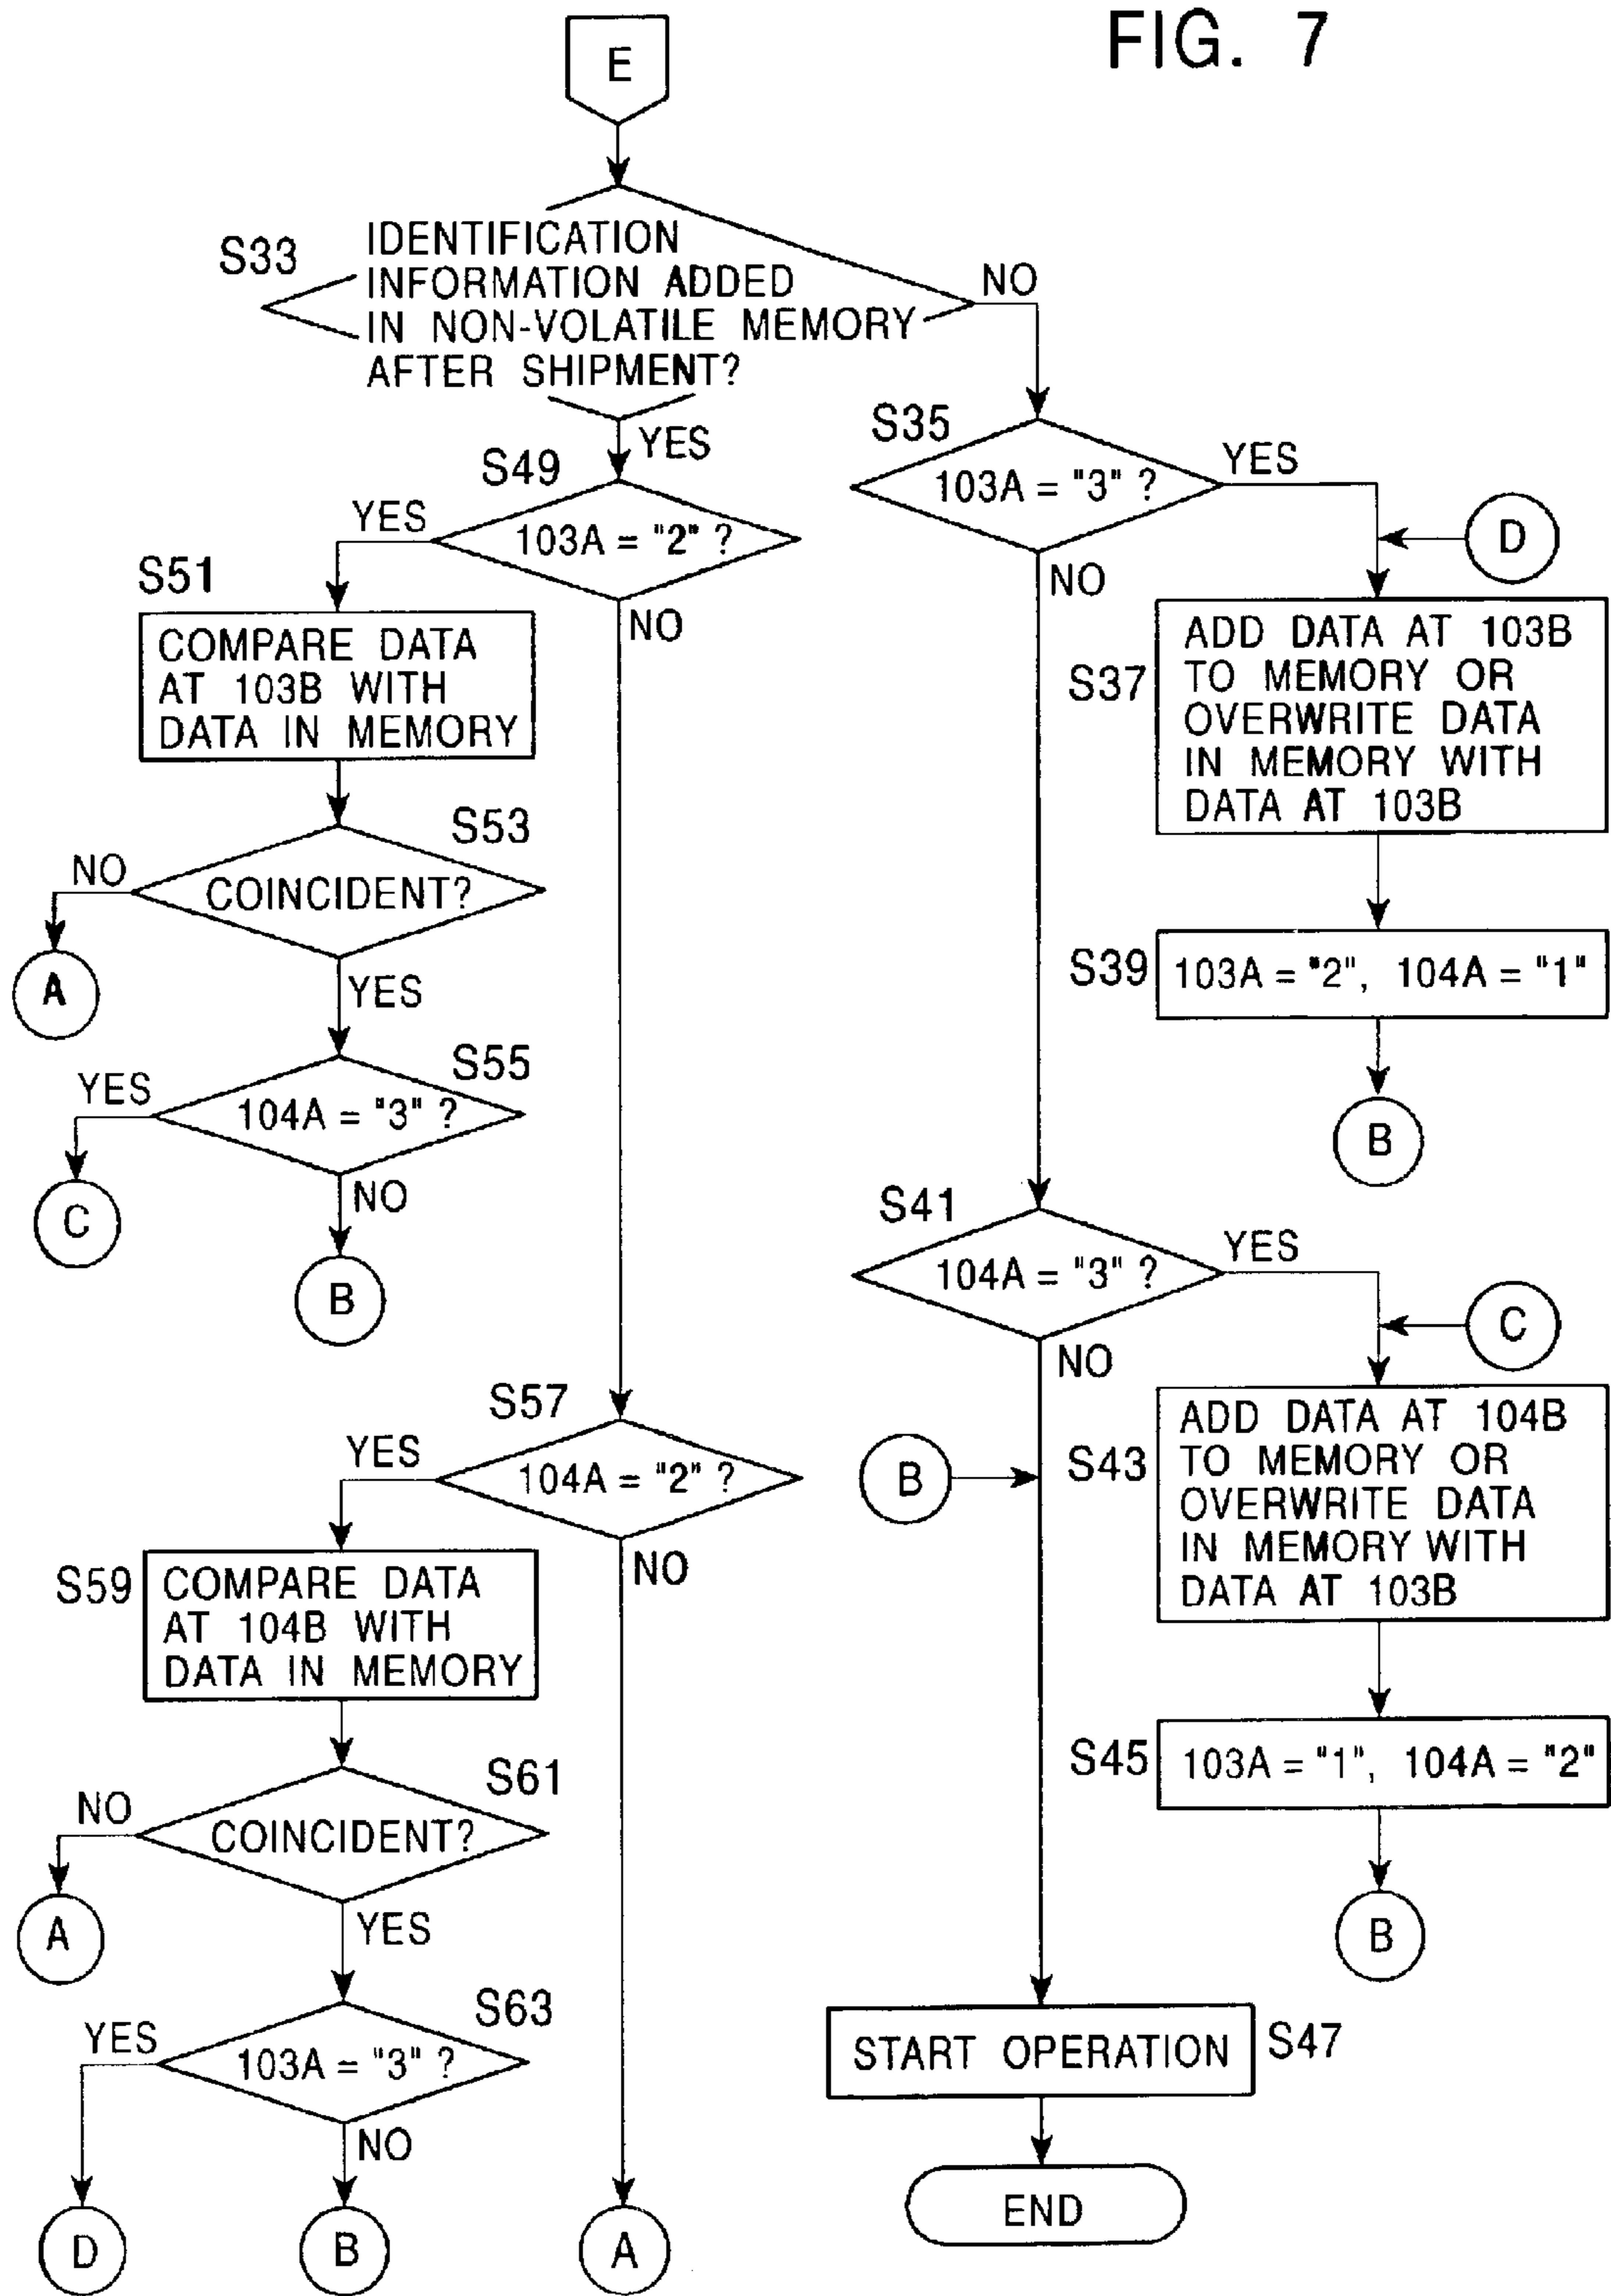 FIG. 7
E
S33
IDENTIFICATION
INFORMATION ADDED
IN NON-VOLATILE MEMORY
AFTER SHIPMENT?
NO
YES
S49
103A = "2" ?
YES
NO
S51
COMPARE DATA
AT 103B WITH
DATA IN MEMORY
S53
COINCIDENT?
NO
A
YES
S55
104A = "3" ?
YES
C
NO
B
S57
104A = "2" ?
YES
NO
S59
COMPARE DATA
AT 104B WITH
DATA IN MEMORY
S61
COINCIDENT?
NO
A
YES
S63
103A = "3" ?
YES
D
NO
B
A
S35
103A = "3" ?
YES
NO
D
S37
ADD DATA AT 103B
TO MEMORY OR
OVERWRITE DATA
IN MEMORY WITH
DATA AT 103B
S39
103A = "2", 104A = "1"
B
S41
104A = "3" ?
YES
NO
C
B
S43
ADD DATA AT 104B
TO MEMORY OR
OVERWRITE DATA
IN MEMORY WITH
DATA AT 103B
S45
103A = "1", 104A = "2"
B
START OPERATION
S47
END